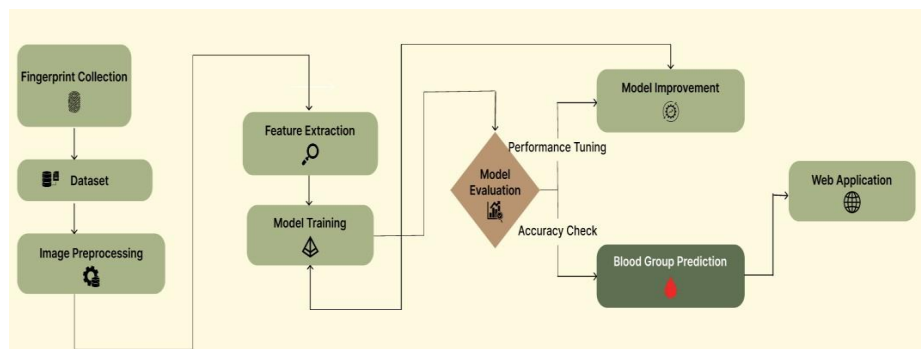 Fingerprint Collection
Dataset
Image Preprocessing
Feature Extraction
Model Training
Model
Evaluation
Performance Tuning
Accuracy Check
Model Improvement
Blood Group Prediction
Web Application